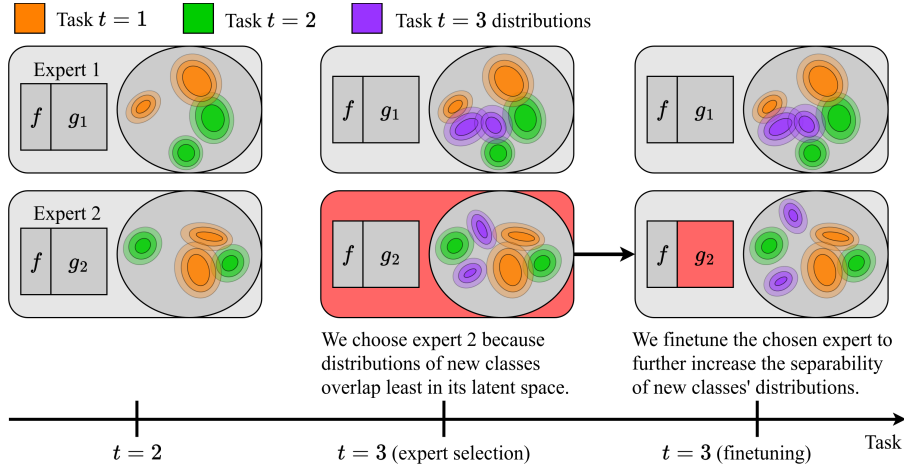 Task t = 1
Task t = 2
Task t = 3 distributions
Expert 1
f g₁
f g₁
f g₁
Expert 2
f g₂
f g₂
f g₂
We choose expert 2 because
distributions of new classes
overlap least in its latent space.
We finetune the chosen expert to
further increase the separability
of new classes' distributions.
Task
t = 2
t = 3 (expert selection)
t = 3 (finetuning)